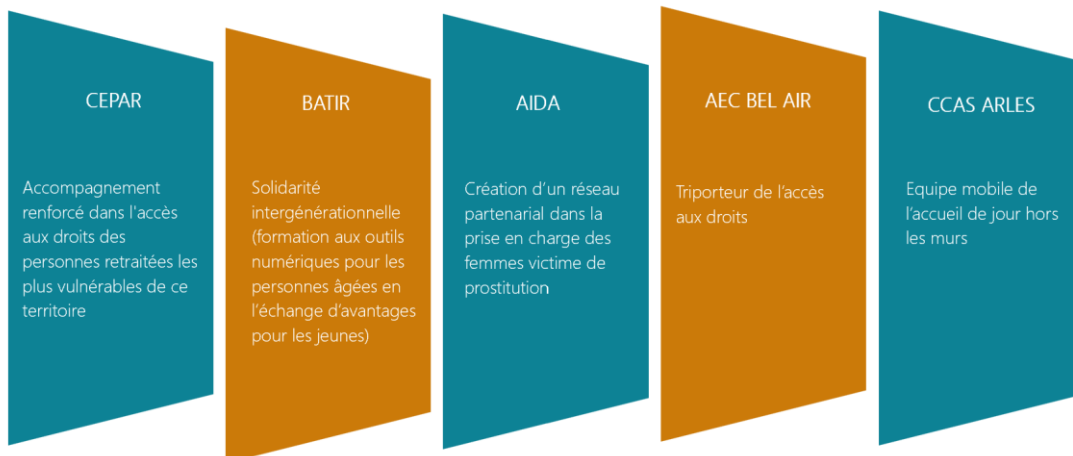 CEPAR
Accompagnement
renforcé dans l'accès
aux droits des
personnes retraitées les
plus vulnérables de ce
territoire
BATIR
Solidarité
intergénérationnelle
(formation aux outils
numériques pour les
personnes âgées en
l'échange d'avantages
pour les jeunes)
AIDA
Création d'un réseau
partenarial dans la
prise en charge des
femmes victime de
prostitution
AEC BEL AIR
Triporteur de l'accès
aux droits
CCAS ARLES
Equipe mobile de
l'accueil de jour hors
les murs